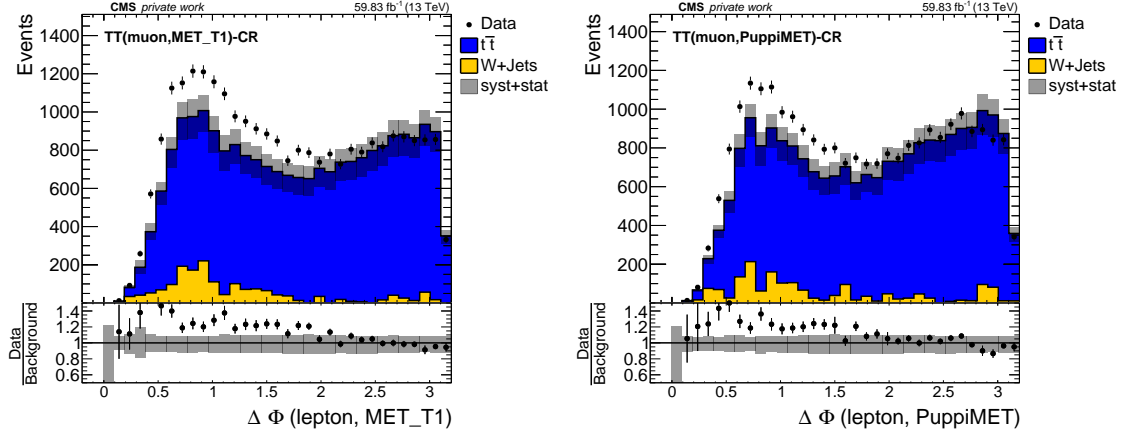 CMS private work 59.83 fb⁻¹ (13 TeV)
TT(muon,MET_T1)-CR
Events
1400
1200
1000
800
600
400
200
Data
t t̅
W+Jets
syst+stat
Data
Background
1.4
1.2
1
0.8
0.6
0 0.5 1 1.5 2 2.5 3
Δ Φ (lepton, MET_T1)
CMS private work 59.83 fb⁻¹ (13 TeV)
TT(muon,PuppiMET)-CR
Events
1400
1200
1000
800
600
400
200
Data
t t̅
W+Jets
syst+stat
Data
Background
1.4
1.2
1
0.8
0.6
0 0.5 1 1.5 2 2.5 3
Δ Φ (lepton, PuppiMET)